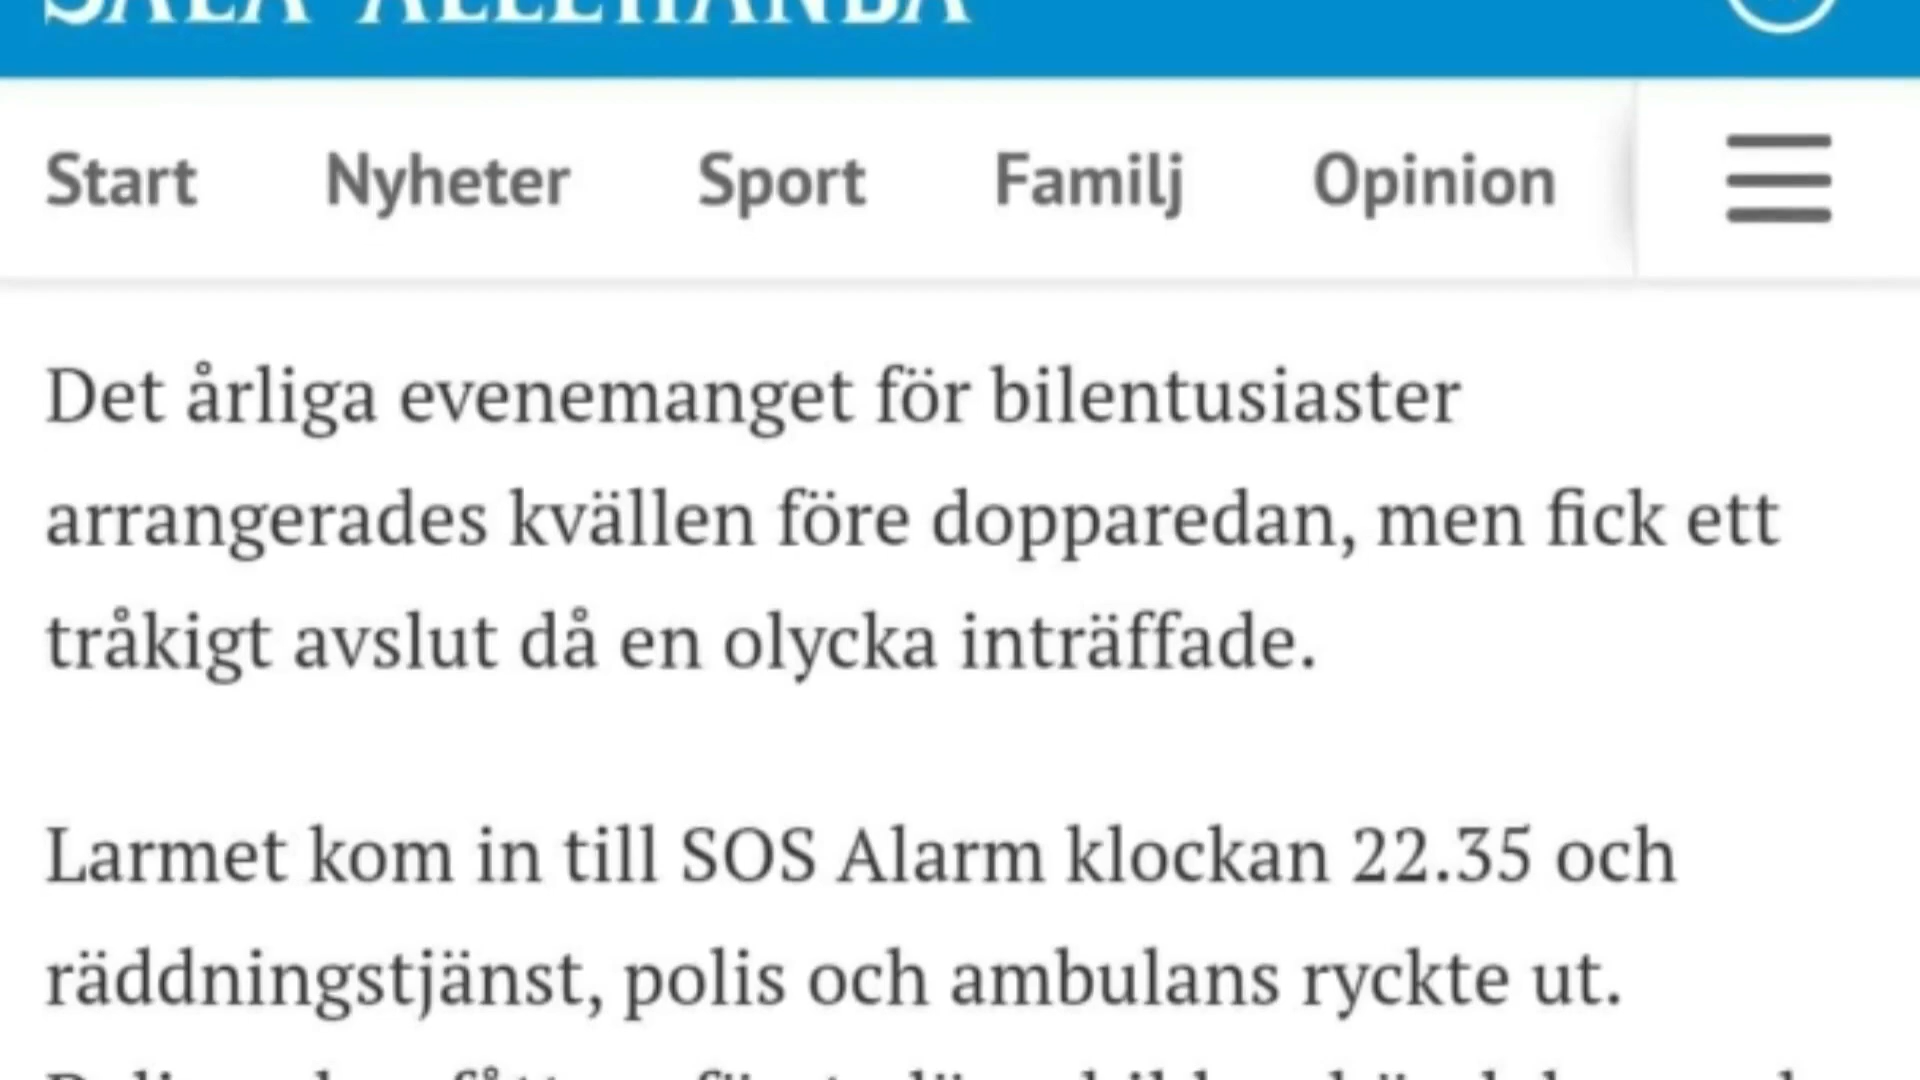 SALA ALLEHANDA
Start Nyheter Sport Familj Opinion
Det årliga evenemanget för bilentusiaster
arrangerades kvällen före dopparedan, men fick ett
tråkigt avslut då en olycka inträffade.
Larmet kom in till SOS Alarm klockan 22.35 och
räddningstjänst, polis och ambulans ryckte ut.